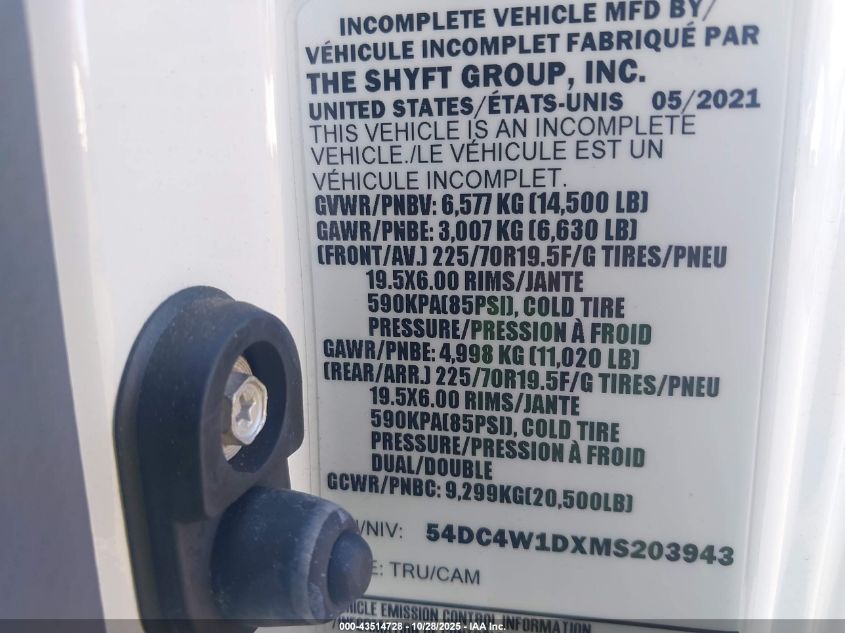 INCOMPLETE VEHICLE MFD BY/
VÉHICULE INCOMPLET FABRIQUÉ PAR
THE SHYFT GROUP, INC.
UNITED STATES/ÉTATS-UNIS 05/2021
THIS VEHICLE IS AN INCOMPLETE
VEHICLE./LE VÉHICULE EST UN
VÉHICULE INCOMPLET.
GVWR/PNBV: 6,577 KG (14,500 LB)
GAWR/PNBE: 3,007 KG (6,630 LB)
(FRONT/AV.) 225/70R19.5F/G TIRES/PNEU
19.5X6.00 RIMS/JANTE
590KPA(85PSI), COLD TIRE
PRESSURE/PRESSION À FROID
GAWR/PNBE: 4,998 KG (11,020 LB)
(REAR/ARR.) 225/70R19.5F/G TIRES/PNEU
19.5X6.00 RIMS/JANTE
590KPA(85PSI), COLD TIRE
PRESSURE/PRESSION À FROID
DUAL/DOUBLE
GCWR/PNBC: 9,299KG(20,500LB)
/NIV: 54DC4W1DXMS203943
: TRU/CAM
EMISSION CONTROL INFORMATION
000-43514728 - 10/28/2025 - IAA Inc.